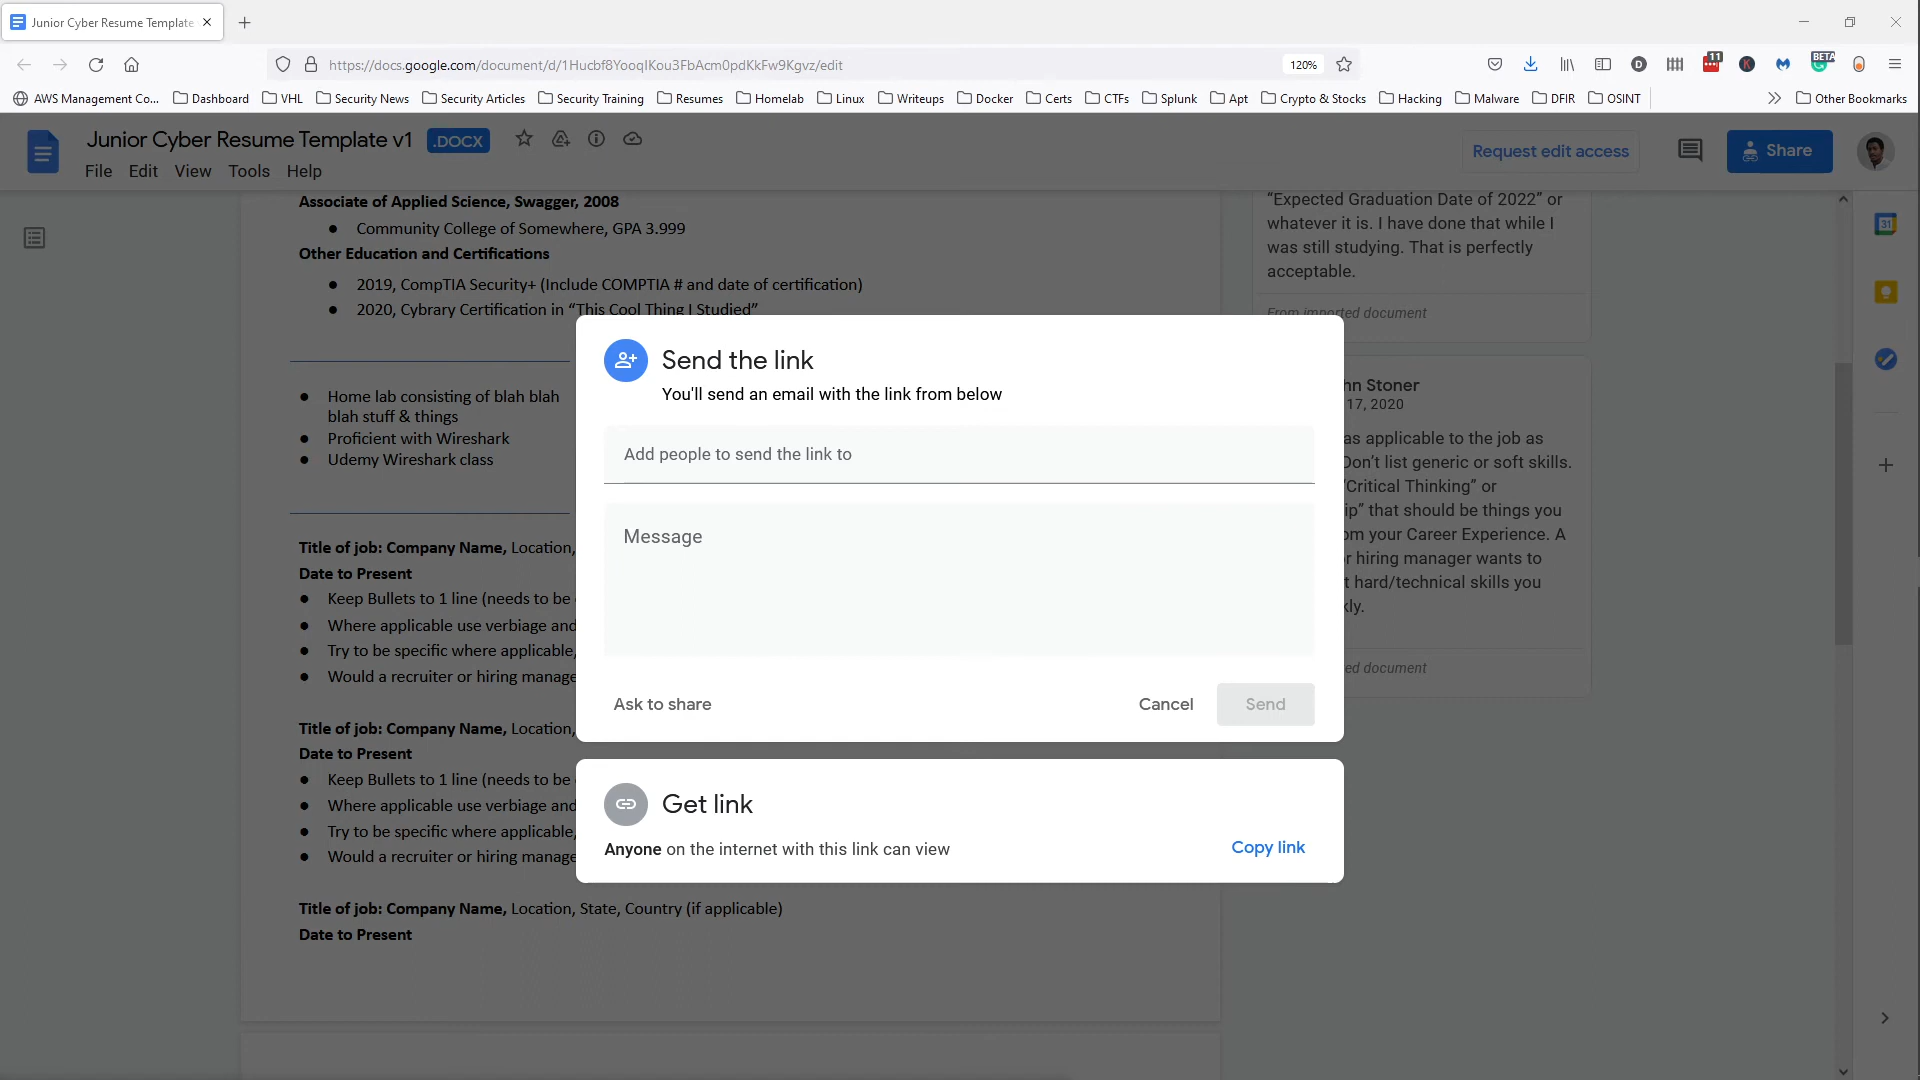 Junior Cyber Resume Template
https://docs.google.com/document/d/1Hucbf8YooqIKou3FbAcm0pdKkFw9Kgvz/edit
120%
D
11
K
BETA
AWS Management Co...
Dashboard
VHL
Security News
Security Articles
Security Training
Resumes
Homelab
Linux
Writeups
Docker
Certs
CTFs
Splunk
Apt
Crypto & Stocks
Hacking
Malware
DFIR
OSINT
Other Bookmarks
Junior Cyber Resume Template v1 .DOCX
File Edit View Tools Help
Request edit access
Share
31
Associate of Applied Science, Swagger, 2008
● Community College of Somewhere, GPA 3.999
Other Education and Certifications
● 2019, CompTIA Security+ (Include COMPTIA # and date of certification)
● 2020, Cybrary Certification in “This Cool Thing I Studied”
● Home lab consisting of blah blah
blah stuff & things
● Proficient with Wireshark
● Udemy Wireshark class
Title of job: Company Name, Location,
Date to Present
● Keep Bullets to 1 line (needs to be
● Where applicable use verbiage and
● Try to be specific where applicable,
● Would a recruiter or hiring manage
Title of job: Company Name, Location,
Date to Present
● Keep Bullets to 1 line (needs to be
● Where applicable use verbiage and
● Try to be specific where applicable,
● Would a recruiter or hiring manage
Title of job: Company Name, Location, State, Country (if applicable)
Date to Present
“Expected Graduation Date of 2022” or
whatever it is. I have done that while I
was still studying. That is perfectly
acceptable.
From imported document
hn Stoner
17, 2020
as applicable to the job as
Don’t list generic or soft skills.
“Critical Thinking” or
ip” that should be things you
om your Career Experience. A
r hiring manager wants to
t hard/technical skills you
kly.
ed document
Send the link
You'll send an email with the link from below
Add people to send the link to
Message
Ask to share
Cancel
Send
Get link
Anyone on the internet with this link can view
Copy link